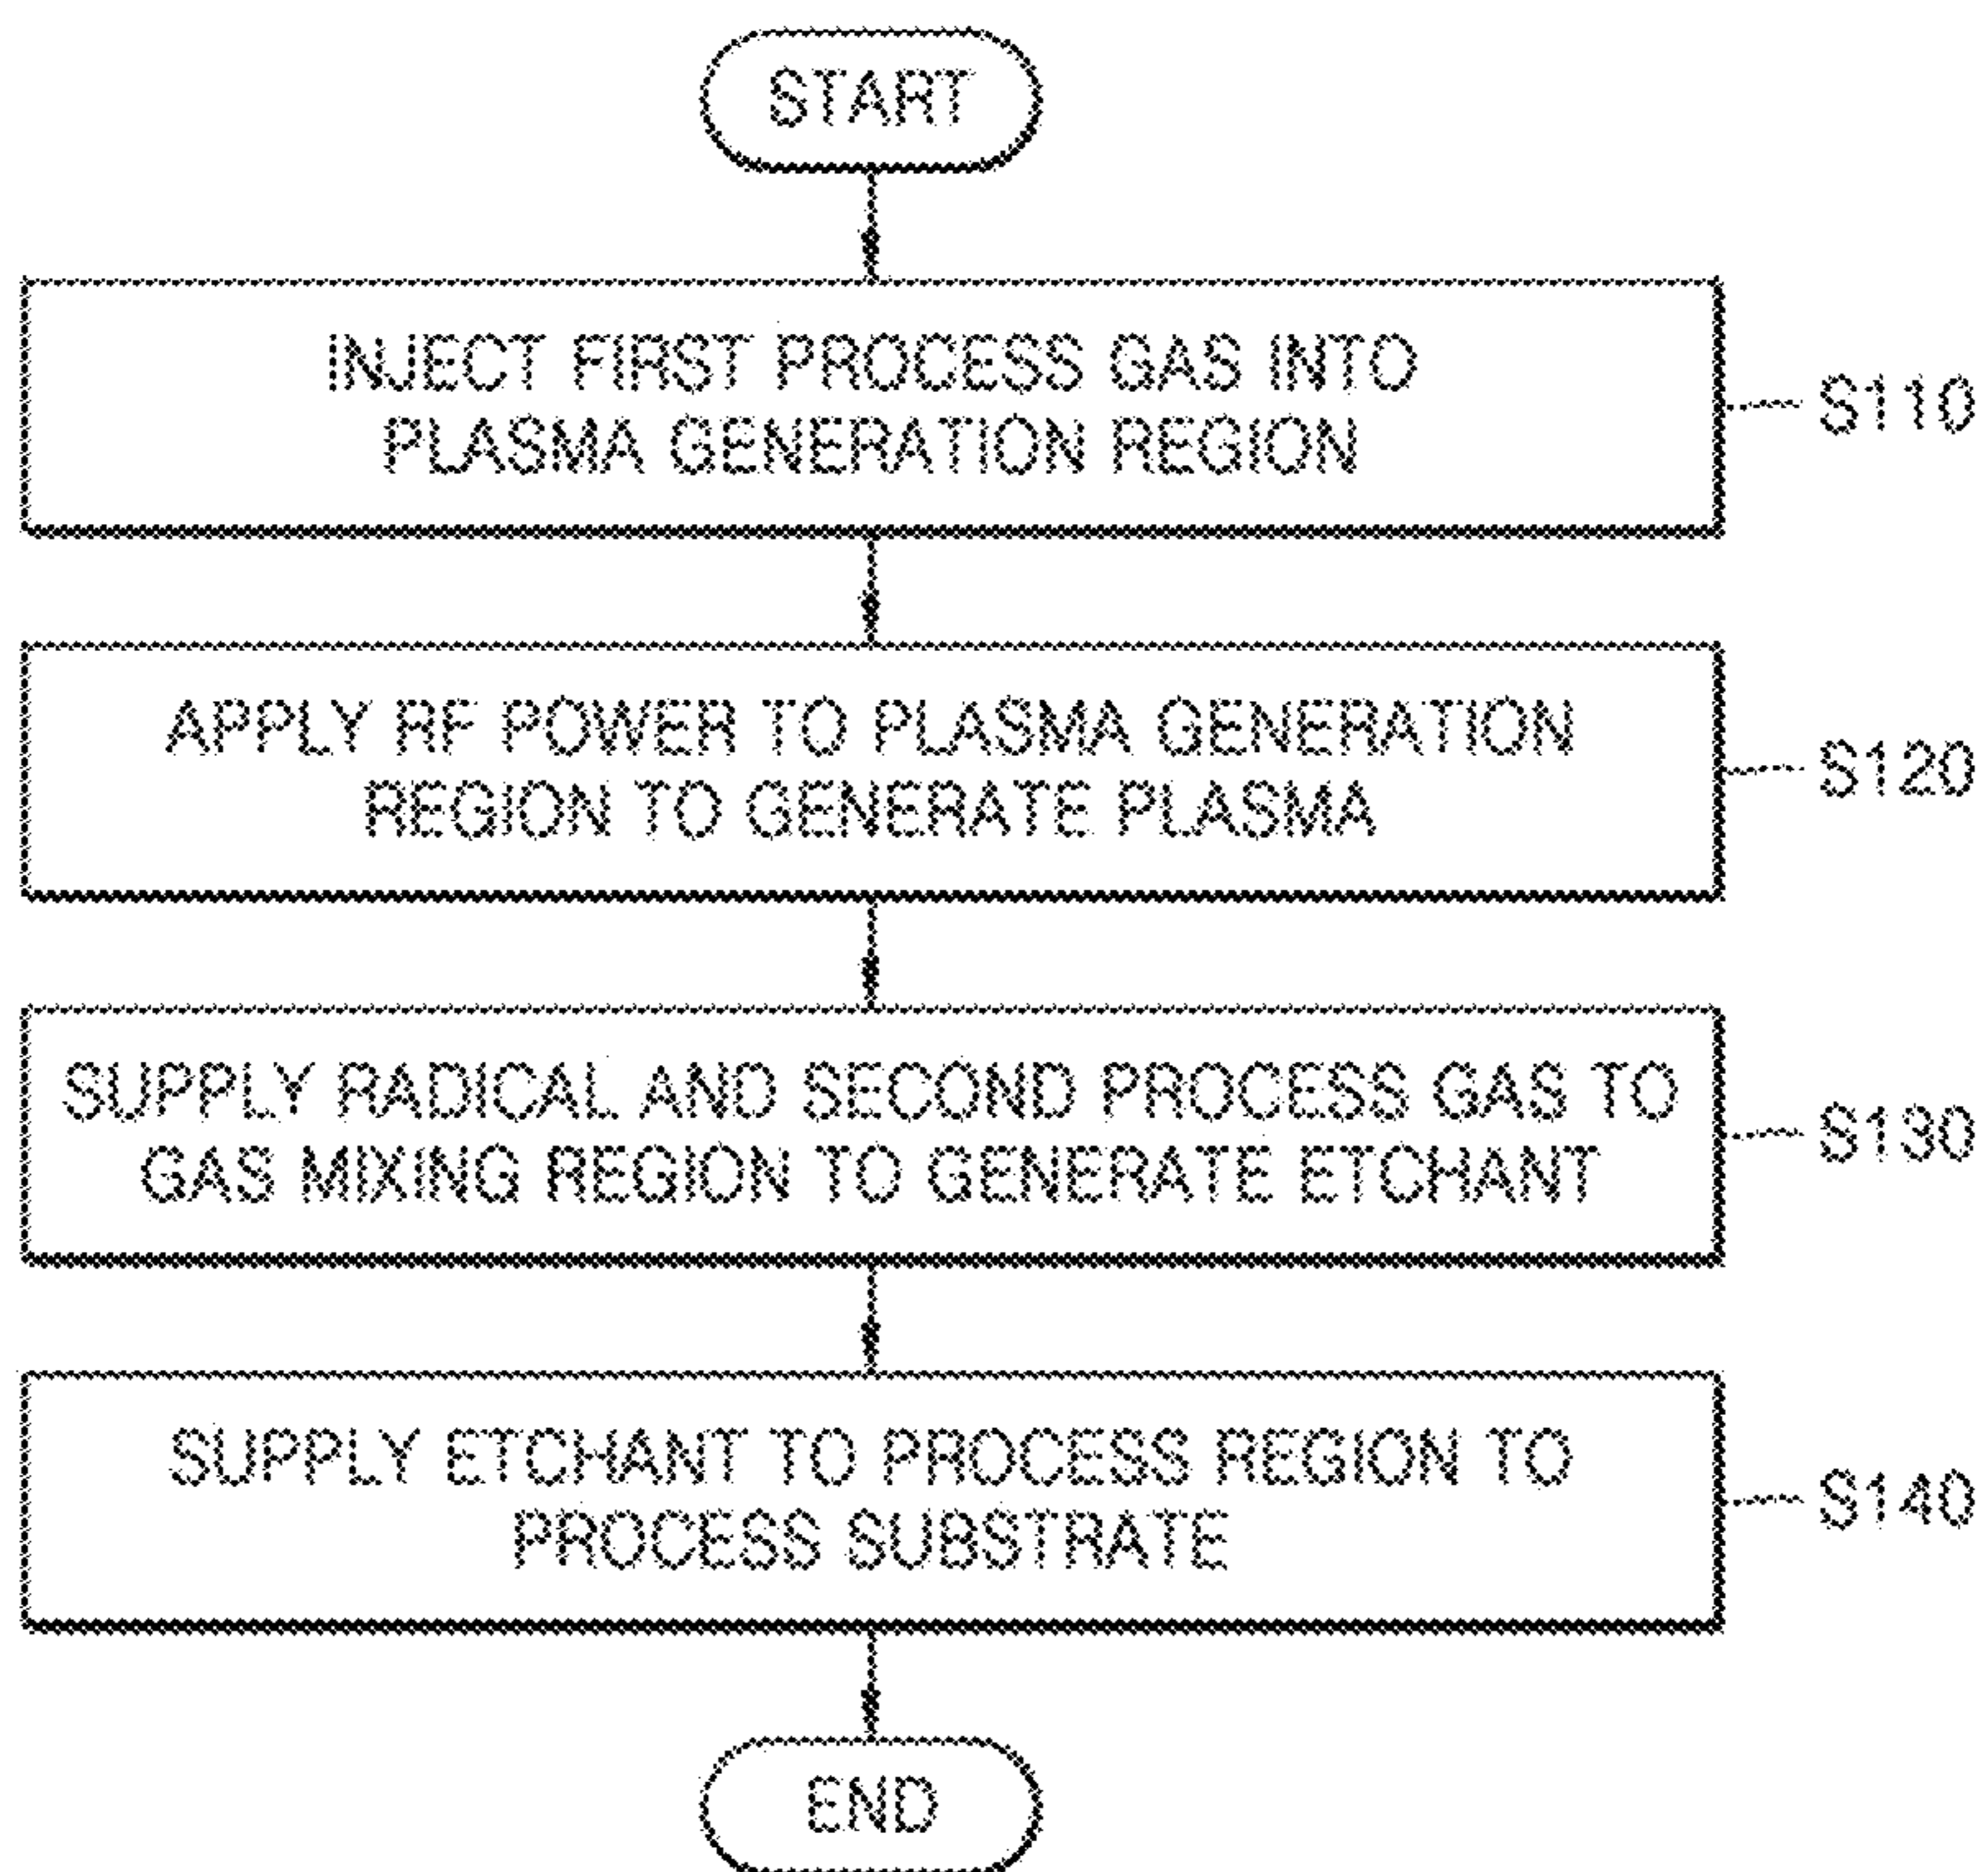 START
INJECT FIRST PROCESS GAS INTO
PLASMA GENERATION REGION
S110
APPLY RF POWER TO PLASMA GENERATION
REGION TO GENERATE PLASMA
S120
SUPPLY RADICAL AND SECOND PROCESS GAS TO
GAS MIXING REGION TO GENERATE ETCHANT
S130
SUPPLY ETCHANT TO PROCESS REGION TO
PROCESS SUBSTRATE
S140
END